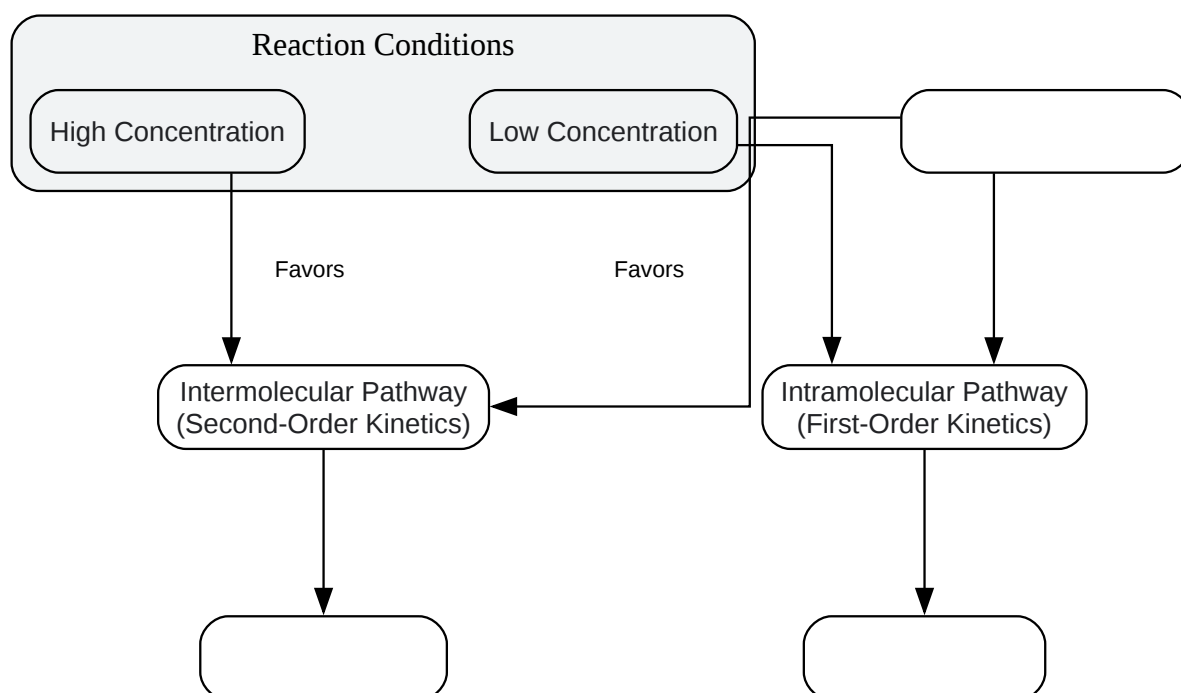 Reaction Conditions
High Concentration
Low Concentration
Favors
Favors
Intermolecular Pathway
(Second-Order Kinetics)
Intramolecular Pathway
(First-Order Kinetics)